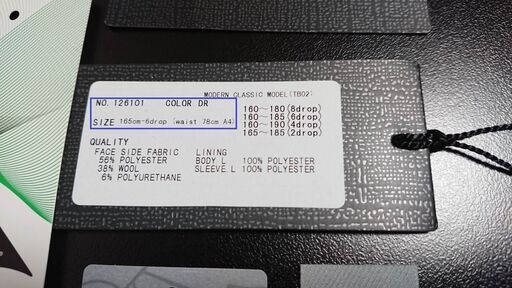 MODERN CLASSIC MODEL(TB02)
NO. 126101 COLOR DR
SIZE 165cm-6drop (waist 78cm A4)
160～180(8drop)
160～185(6drop)
160～190(4drop)
165～185(2drop)
QUALITY
FACE SIDE FABRIC LINING
56% POLYESTER BODY L 100% POLYESTER
38% WOOL SLEEVE.L 100% POLYESTER
6% POLYURETHANE